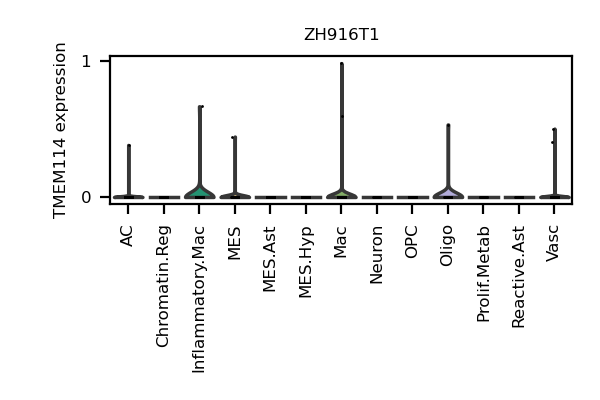 ZH916T1
TMEM114 expression
1
0
AC
Chromatin.Reg
Inflammatory.Mac
MES
MES.Ast
MES.Hyp
Mac
Neuron
OPC
Oligo
Prolif.Metab
Reactive.Ast
Vasc